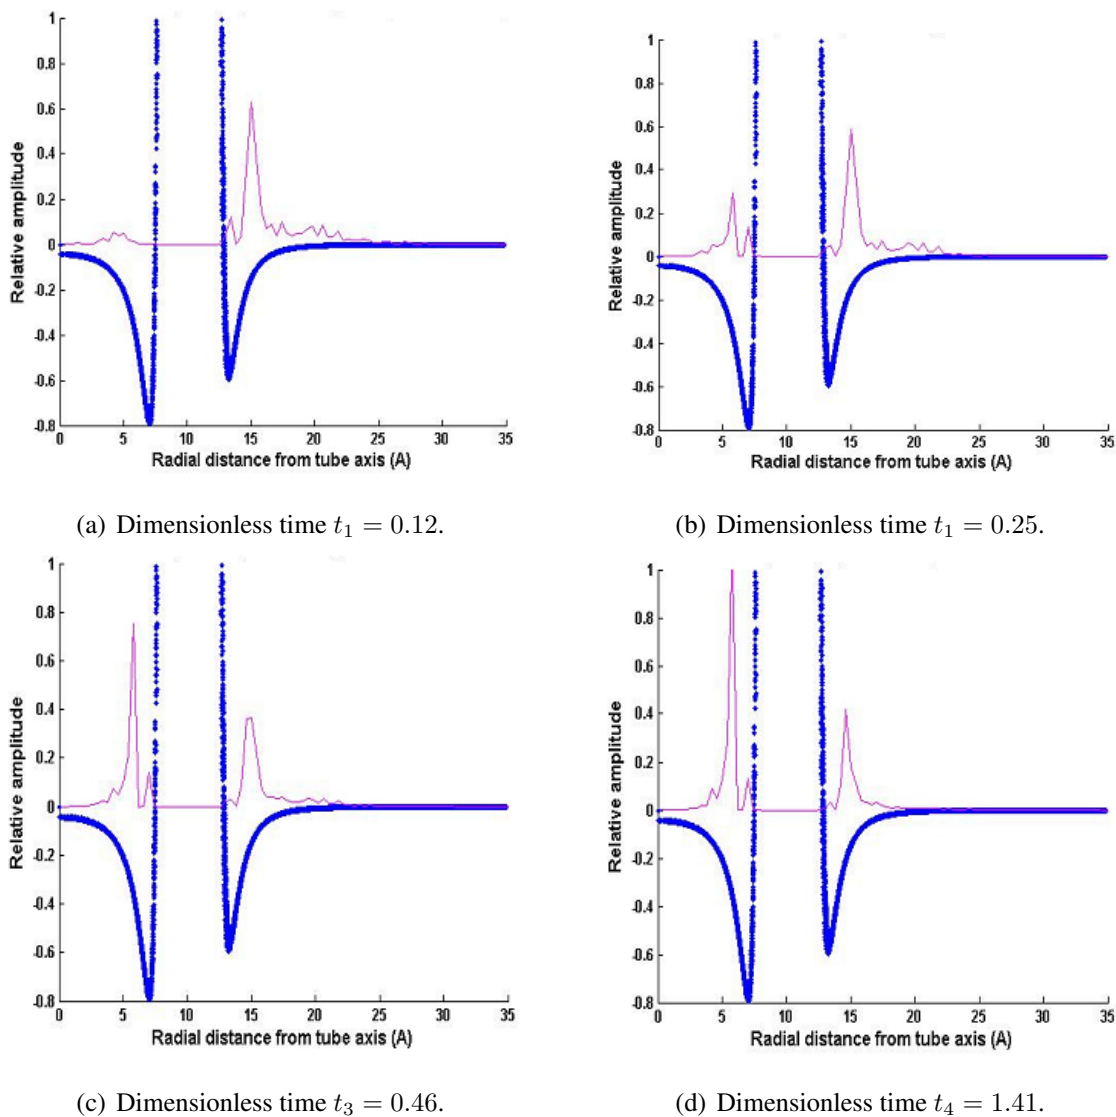 1
0.8
0.6
0.4
0.2
0
-0.2
-0.4
-0.6
-0.8
0 5 10 15 20 25 30 35
Relative amplitude
Radial distance from tube axis (A)
(a) Dimensionless time t₁ = 0.12.
1
0.8
0.6
0.4
0.2
0
-0.2
-0.4
-0.6
-0.8
0 5 10 15 20 25 30 35
Relative amplitude
Radial distance from tube axis (A)
(b) Dimensionless time t₁ = 0.25.
1
0.8
0.6
0.4
0.2
0
-0.2
-0.4
-0.6
-0.8
0 5 10 15 20 25 30 35
Relative amplitude
Radial distance from tube axis (A)
(c) Dimensionless time t₃ = 0.46.
1
0.8
0.6
0.4
0.2
0
-0.2
-0.4
-0.6
-0.8
0 5 10 15 20 25 30 35
Relative amplitude
Radial distance from tube axis (A)
(d) Dimensionless time t₄ = 1.41.